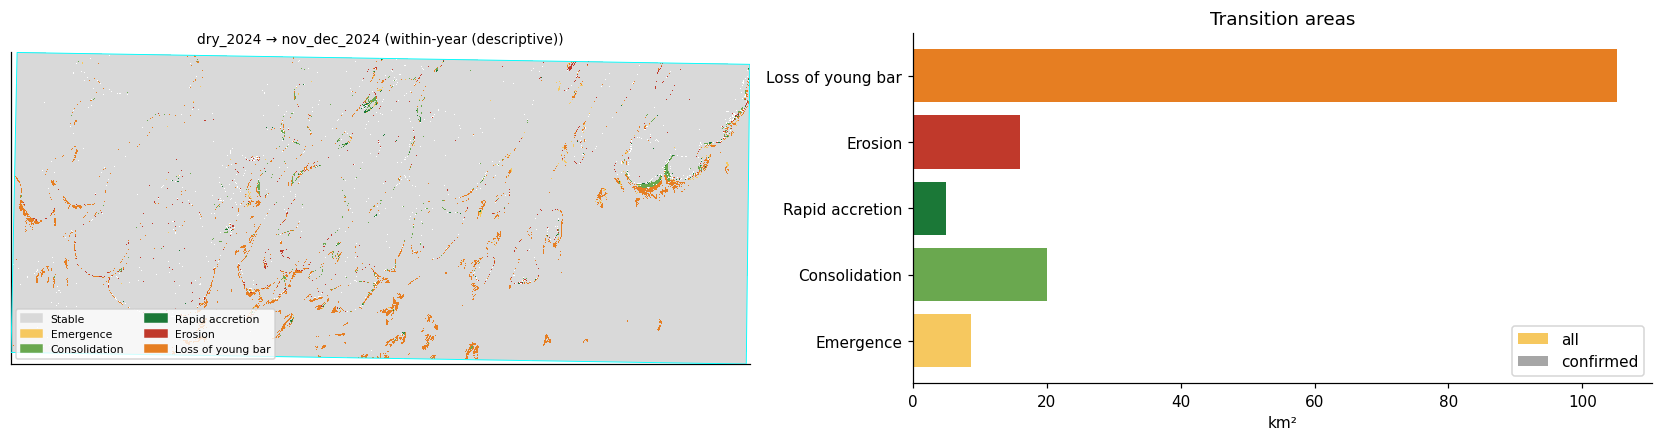 dry_2024 → nov_dec_2024 (within-year (descriptive))
Stable
Emergence
Consolidation
Rapid accretion
Erosion
Loss of young bar
Transition areas
Loss of young bar
Erosion
Rapid accretion
Consolidation
Emergence
all
confirmed
0 20 40 60 80 100
km²